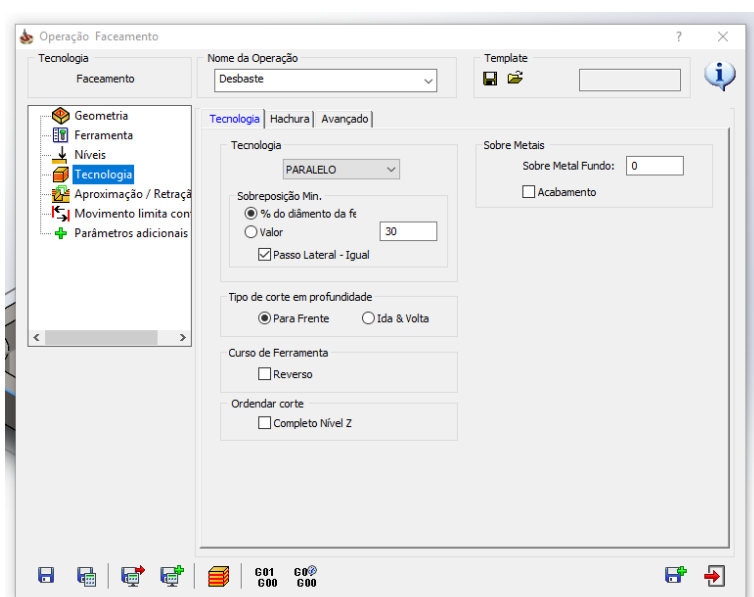 Operação Faceamento
?
Tecnologia
Faceamento
Nome da Operação
Desbaste
Template
Geometria
Ferramenta
Níveis
Tecnologia
Aproximação / Retraçã
Movimento limita con
Parâmetros adicionais
Tecnologia Hachura Avançado
Tecnologia
PARALELO
Sobreposição Min.
% do diâmento da fe
Valor 30
Passo Lateral - Igual
Tipo de corte em profundidade
Para Frente Ida & Volta
Curso de Ferramenta
Reverso
Ordendar corte
Completo Nível Z
Sobre Metais
Sobre Metal Fundo: 0
Acabamento
G01 G00
G00 G00